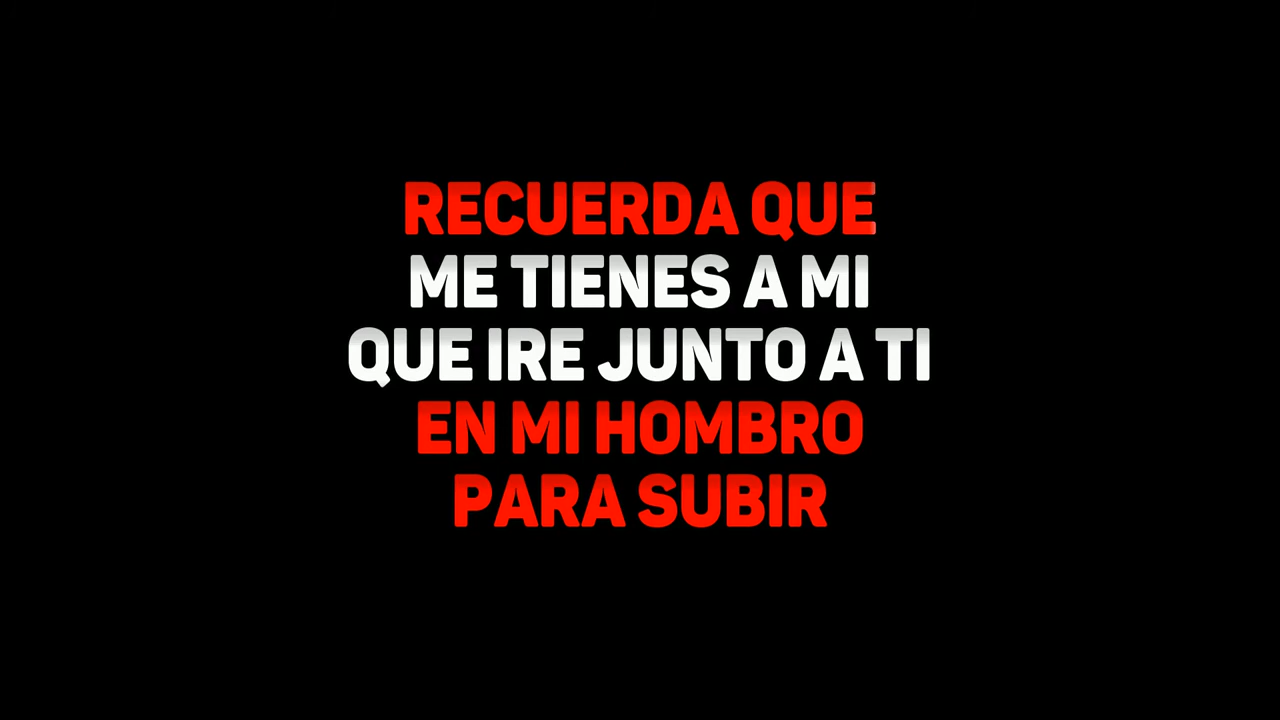 RECUERDA QUE
ME TIENES A MI
QUE IRE JUNTO A TI
EN MI HOMBRO
PARA SUBIR